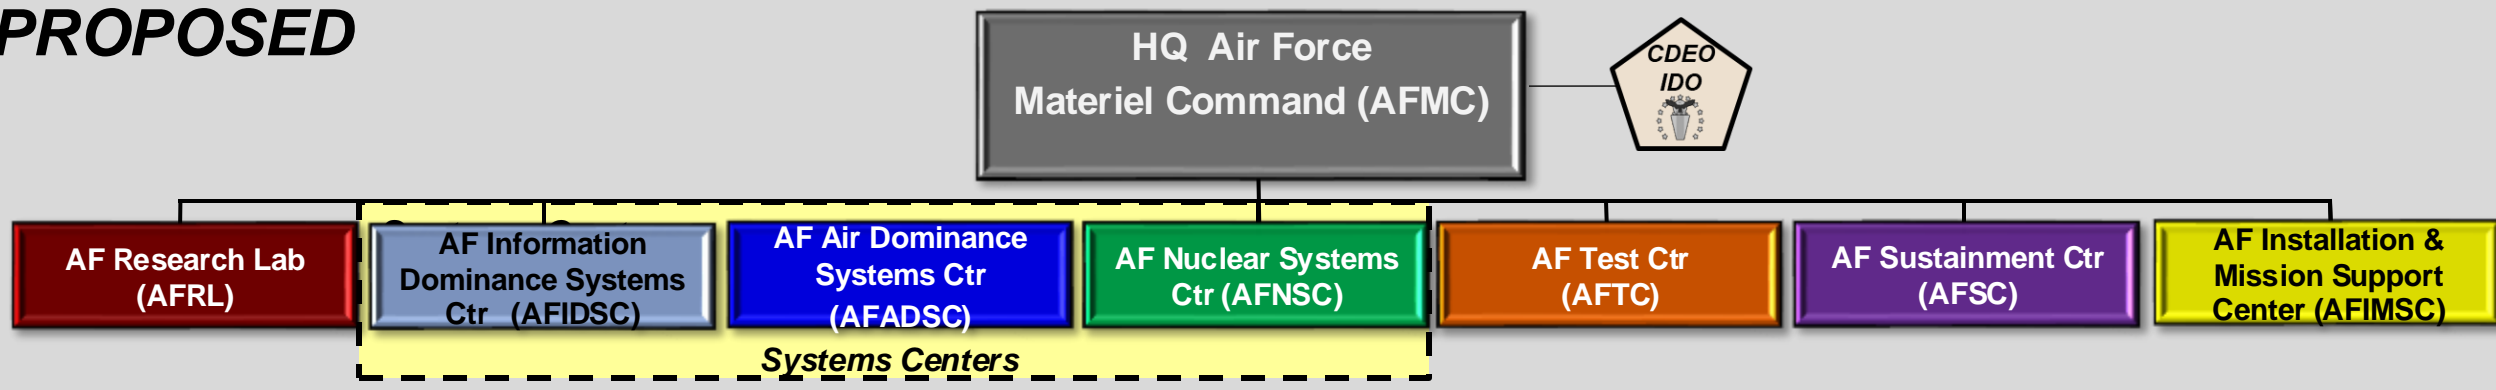 PROPOSED
HQ Air Force
Materiel Command (AFMC)
CDEO
IDO
AF Research Lab
(AFRL)
AF Information
Dominance Systems
Ctr (AFIDSC)
AF Air Dominance
Systems Ctr
(AFADSC)
AF Nuclear Systems
Ctr (AFNSC)
AF Test Ctr
(AFTC)
AF Sustainment Ctr
(AFSC)
AF Installation &
Mission Support
Center (AFIMSC)
Systems Centers